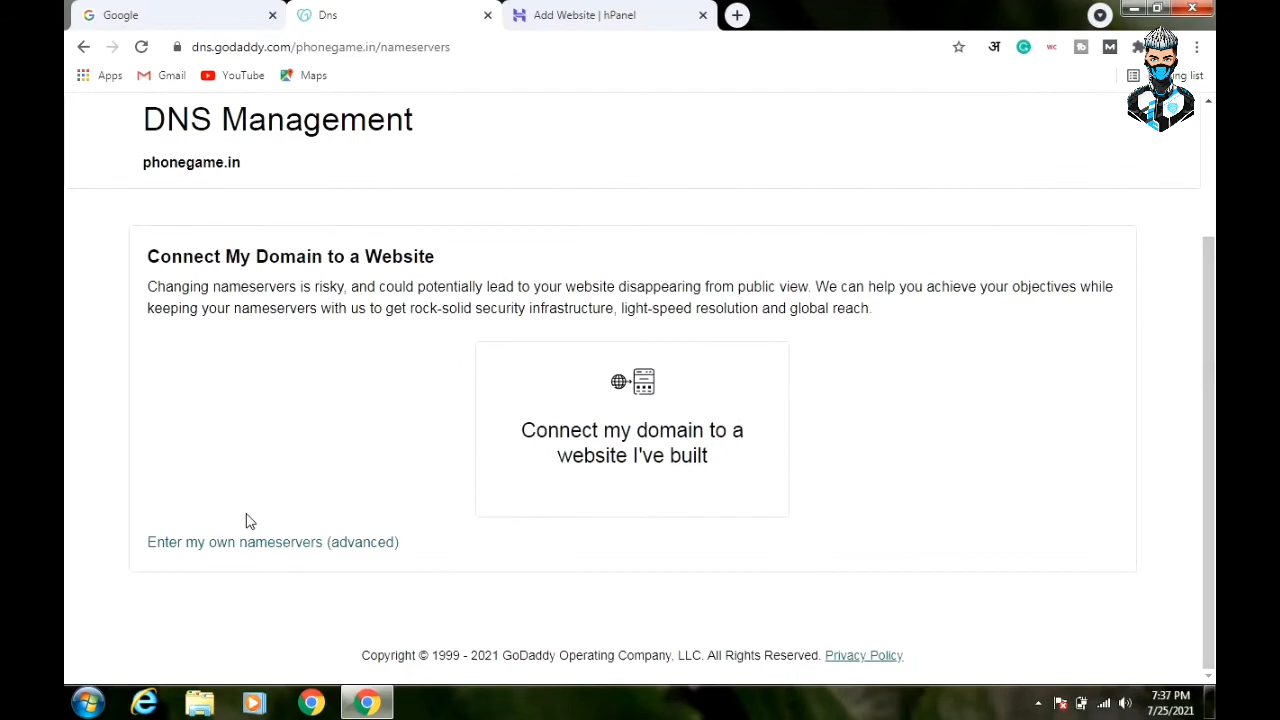 Google
Dns
Add Website | hPanel
dns.godaddy.com/phonegame.in/nameservers
अ
WC
Apps
Gmail
YouTube
Maps
list
DNS Management
phonegame.in
Connect My Domain to a Website
Changing nameservers is risky, and could potentially lead to your website disappearing from public view. We can help you achieve your objectives while
keeping your nameservers with us to get rock-solid security infrastructure, light-speed resolution and global reach.
Connect my domain to a
website I've built
Enter my own nameservers (advanced)
Copyright © 1999 - 2021 GoDaddy Operating Company, LLC. All Rights Reserved. Privacy Policy
7:37 PM
7/25/2021